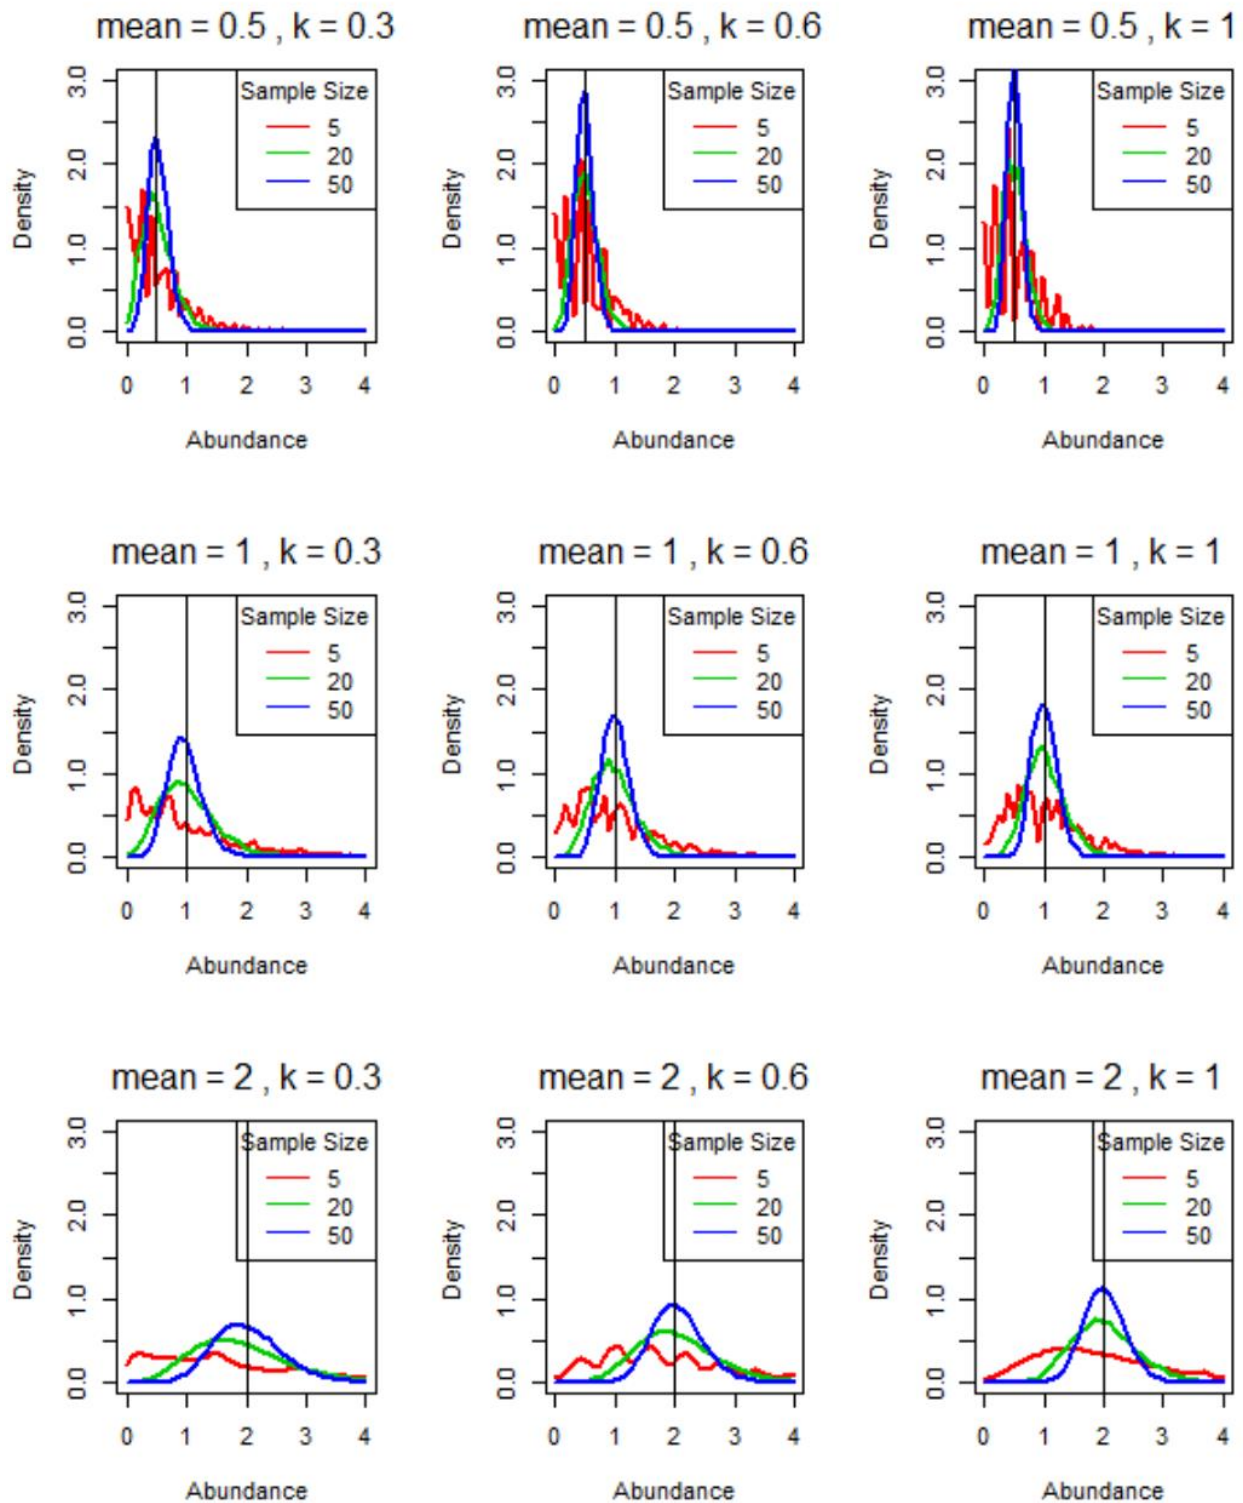 mean = 0.5 , k = 0.3
Density
3.0
2.0
1.0
0.0
Sample Size
5
20
50
0 1 2 3 4
Abundance
mean = 0.5 , k = 0.6
Density
3.0
2.0
1.0
0.0
Sample Size
5
20
50
0 1 2 3 4
Abundance
mean = 0.5 , k = 1
Density
3.0
2.0
1.0
0.0
Sample Size
5
20
50
0 1 2 3 4
Abundance
mean = 1 , k = 0.3
Density
3.0
2.0
1.0
0.0
Sample Size
5
20
50
0 1 2 3 4
Abundance
mean = 1 , k = 0.6
Density
3.0
2.0
1.0
0.0
Sample Size
5
20
50
0 1 2 3 4
Abundance
mean = 1 , k = 1
Density
3.0
2.0
1.0
0.0
Sample Size
5
20
50
0 1 2 3 4
Abundance
mean = 2 , k = 0.3
Density
3.0
2.0
1.0
0.0
Sample Size
5
20
50
0 1 2 3 4
Abundance
mean = 2 , k = 0.6
Density
3.0
2.0
1.0
0.0
Sample Size
5
20
50
0 1 2 3 4
Abundance
mean = 2 , k = 1
Density
3.0
2.0
1.0
0.0
Sample Size
5
20
50
0 1 2 3 4
Abundance